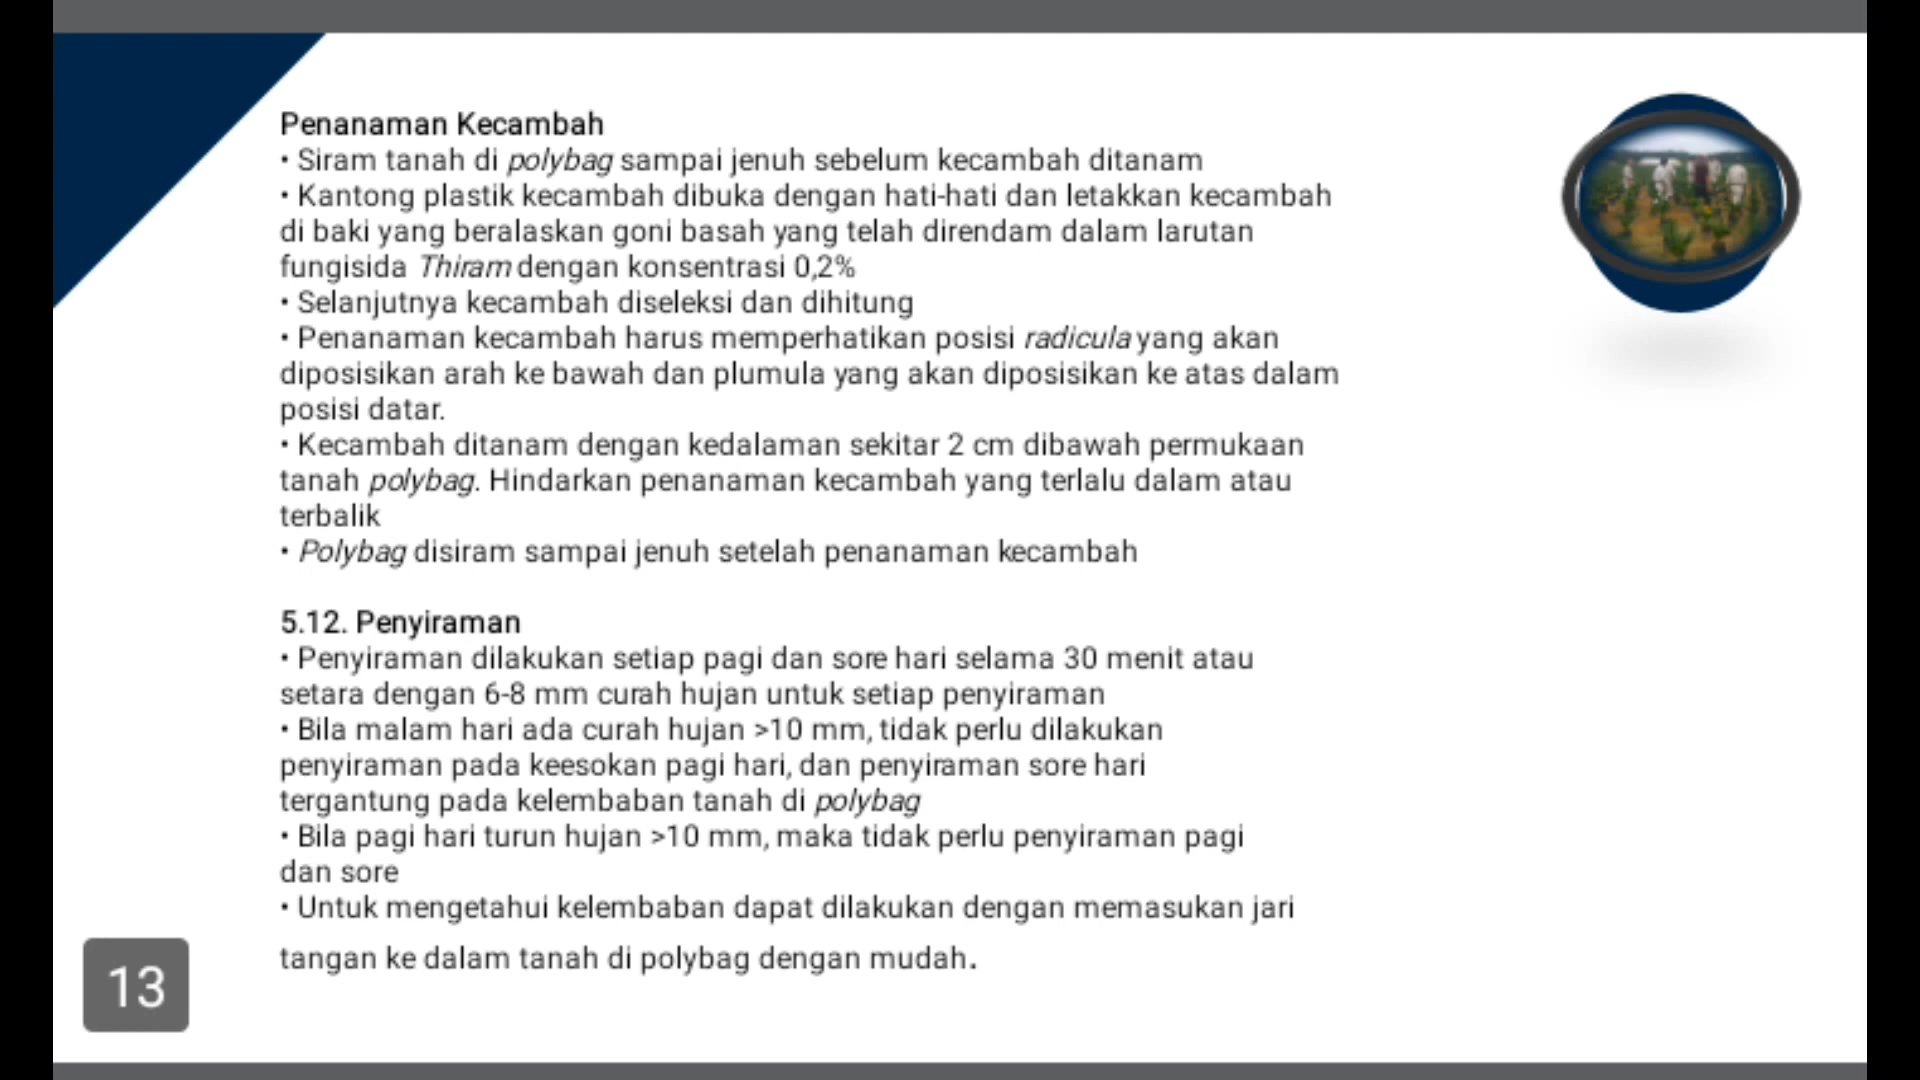 Penanaman Kecambah
• Siram tanah di polybag sampai jenuh sebelum kecambah ditanam
• Kantong plastik kecambah dibuka dengan hati-hati dan letakkan kecambah
di baki yang beralaskan goni basah yang telah direndam dalam larutan
fungisida Thiram dengan konsentrasi 0,2%
• Selanjutnya kecambah diseleksi dan dihitung
• Penanaman kecambah harus memperhatikan posisi radicula yang akan
diposisikan arah ke bawah dan plumula yang akan diposisikan ke atas dalam
posisi datar.
• Kecambah ditanam dengan kedalaman sekitar 2 cm dibawah permukaan
tanah polybag. Hindarkan penanaman kecambah yang terlalu dalam atau
terbalik
• Polybag disiram sampai jenuh setelah penanaman kecambah
5.12. Penyiraman
• Penyiraman dilakukan setiap pagi dan sore hari selama 30 menit atau
setara dengan 6-8 mm curah hujan untuk setiap penyiraman
• Bila malam hari ada curah hujan >10 mm, tidak perlu dilakukan
penyiraman pada keesokan pagi hari, dan penyiraman sore hari
tergantung pada kelembaban tanah di polybag
• Bila pagi hari turun hujan >10 mm, maka tidak perlu penyiraman pagi
dan sore
• Untuk mengetahui kelembaban dapat dilakukan dengan memasukan jari
tangan ke dalam tanah di polybag dengan mudah.
13